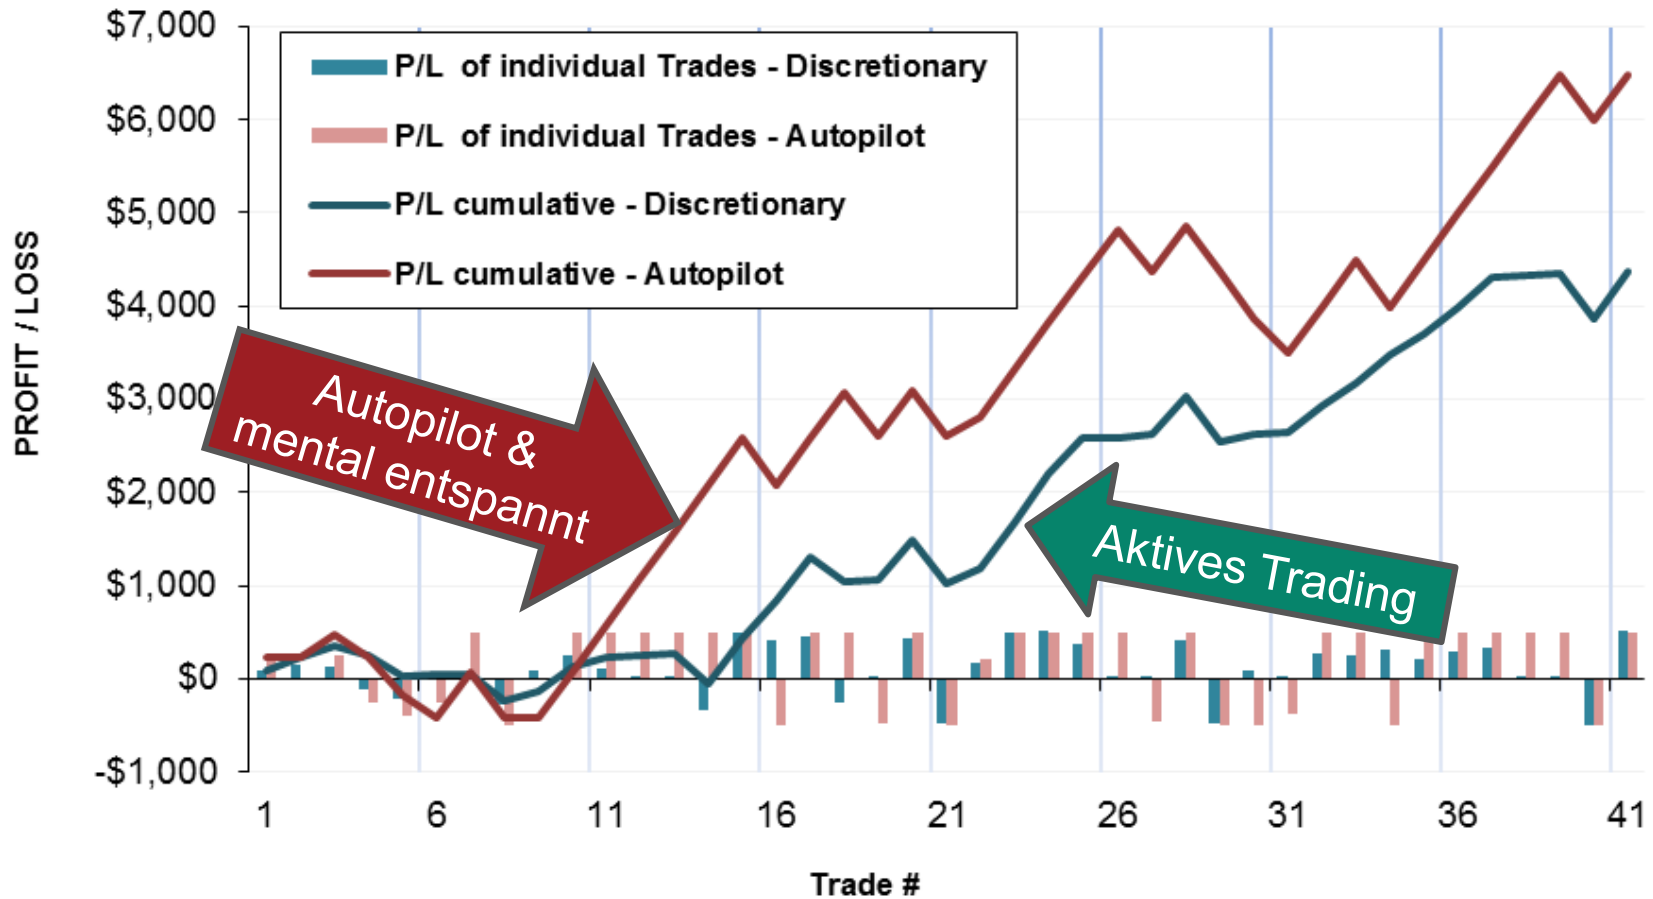 $7,000
$6,000
$5,000
$4,000
$3,000
$2,000
$1,000
$0
-$1,000
PROFIT / LOSS
P/L of individual Trades - Discretionary
P/L of individual Trades - Autopilot
P/L cumulative - Discretionary
P/L cumulative - Autopilot
Autopilot &
mental entspannt
Aktives Trading
1 6 11 16 21 26 31 36 41
Trade #